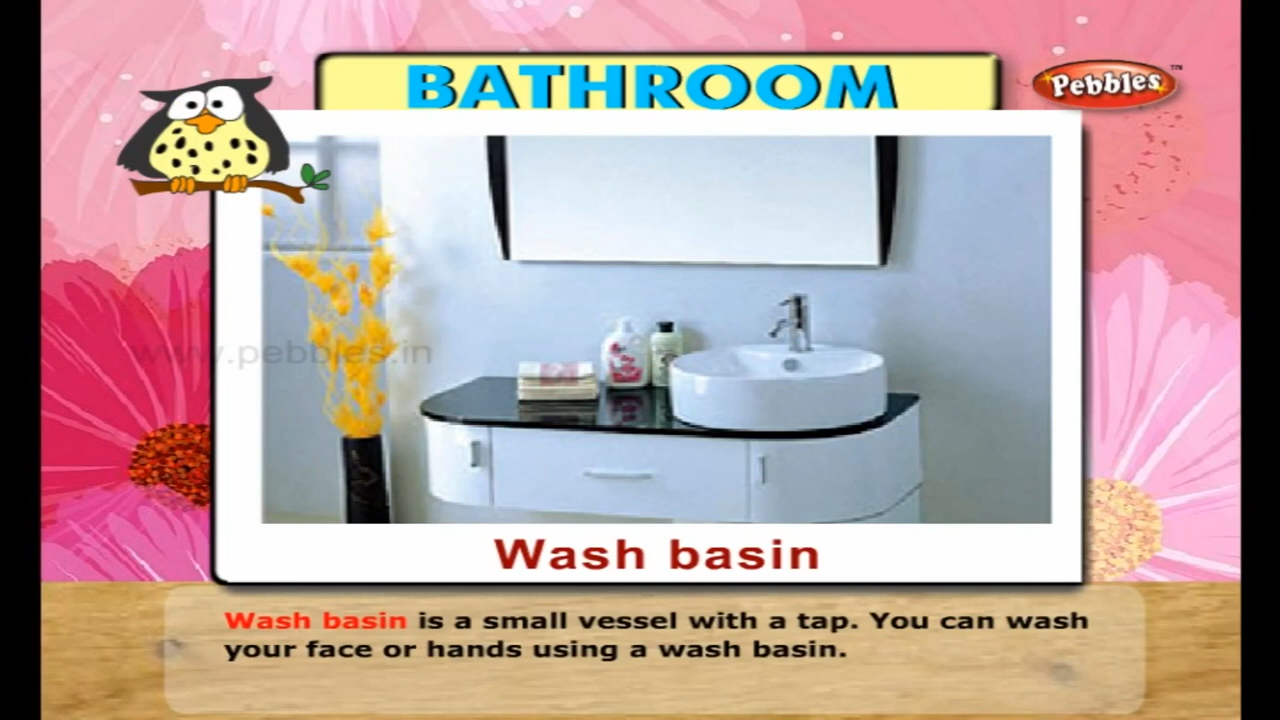 BATHROOM
Pebbles™
www.pebbles.in
Wash basin
Wash basin is a small vessel with a tap. You can wash
your face or hands using a wash basin.